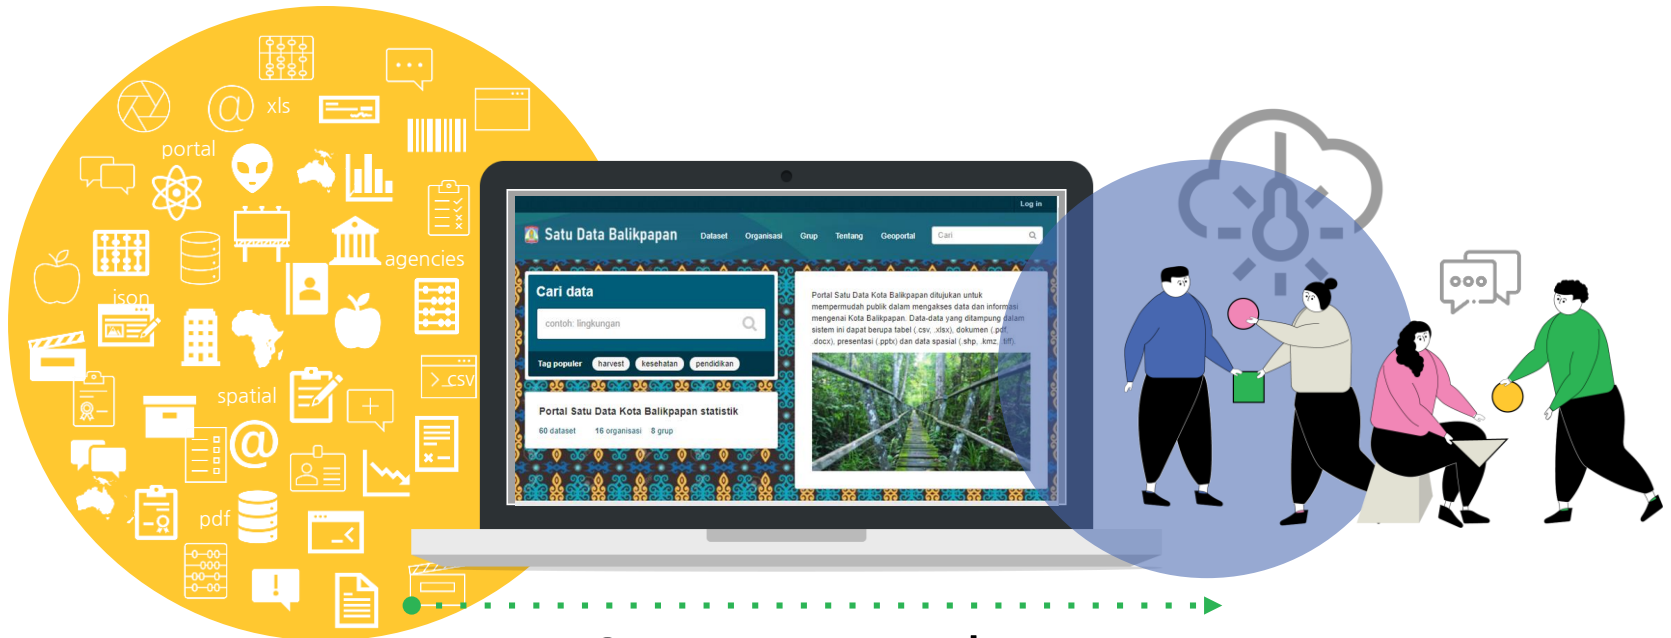 xls
portal
agencies
json
CSV
spatial
pdf
Log in
Satu Data Balikpapan
Dataset Organisasi Grup Tentang Geoportal Cari
Cari data
contoh: lingkungan
Tag populer harvest kesehatan pendidikan
Portal Satu Data Kota Balikpapan statistik
60 dataset 16 organisasi 8 grup
Portal Satu Data Kota Balikpapan ditujukan untuk
mempermudah publik dalam mengakses data dan informasi
mengenai Kota Balikpapan. Data-data yang ditampung dalam
sistem ini dapat berupa tabel (.csv, .xlsx), dokumen (.pdf,
.docx), presentasi (.pptx) dan data spasial (.shp, .kmz, .tiff).